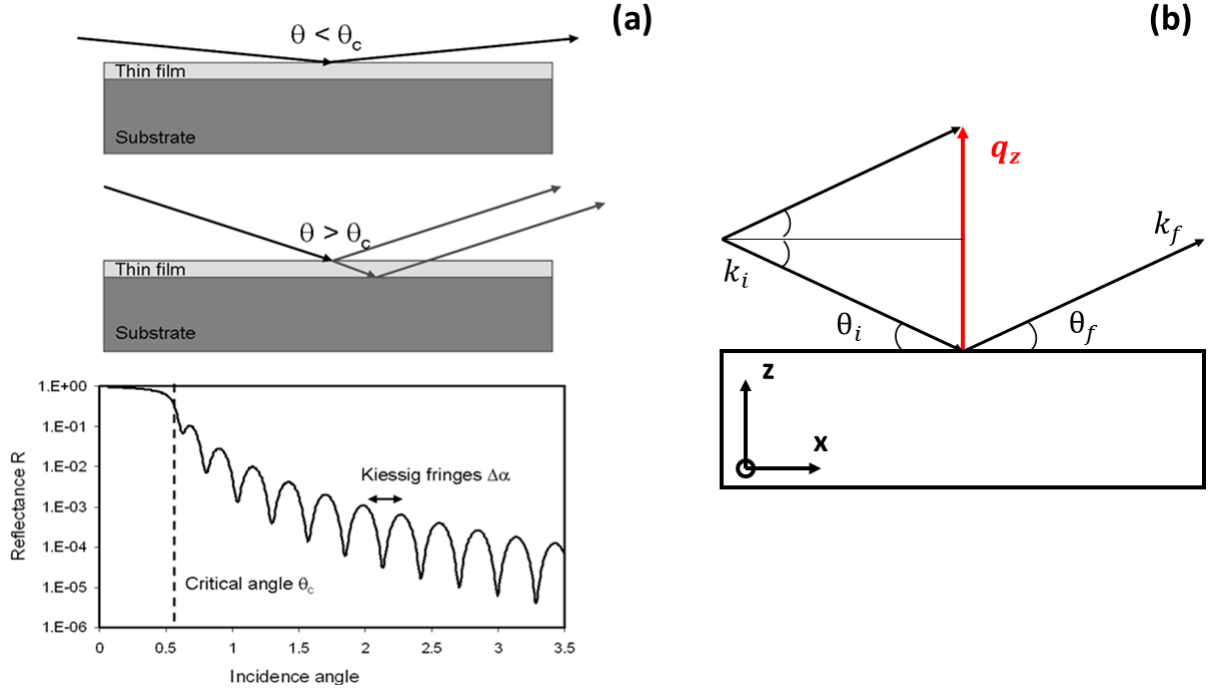 (a)
θ < θc
Thin film
Substrate
θ > θc
Thin film
Substrate
1.E+00
1.E-01
1.E-02
1.E-03
1.E-04
1.E-05
1.E-06
Reflectance R
Kiessig fringes Δα
Critical angle θc
0 0.5 1 1.5 2 2.5 3 3.5
Incidence angle
(b)
qz
kf
ki
θi
θf
z
x